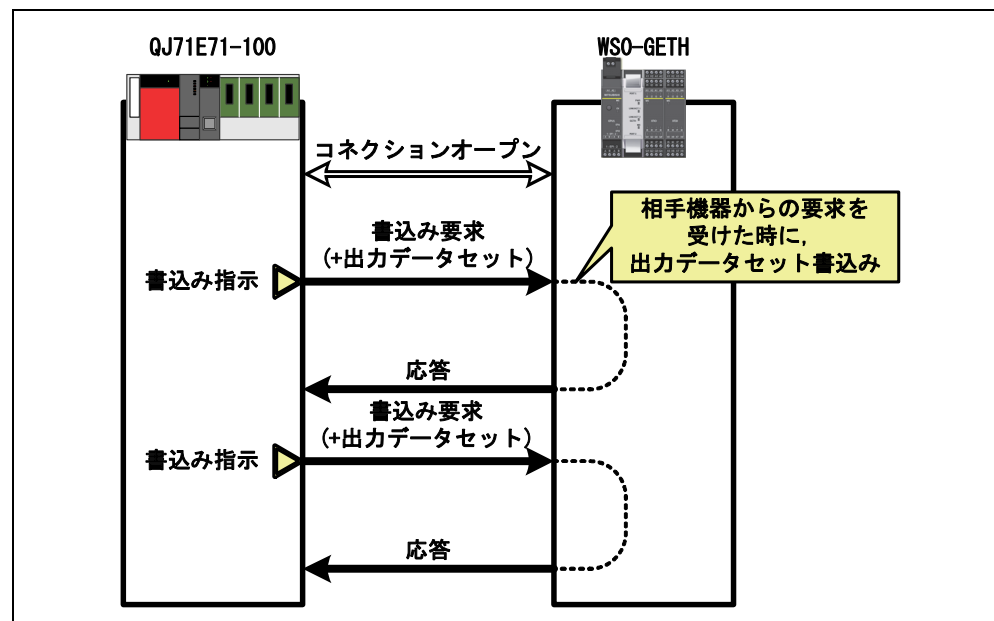 QJ71E71-100
WS0-GETH
コネクションオープン
相手機器からの要求を
受けた時に,
出力データセット書込み
書込み要求
(+出力データセット)
書込み指示
応答
書込み要求
(+出力データセット)
書込み指示
応答